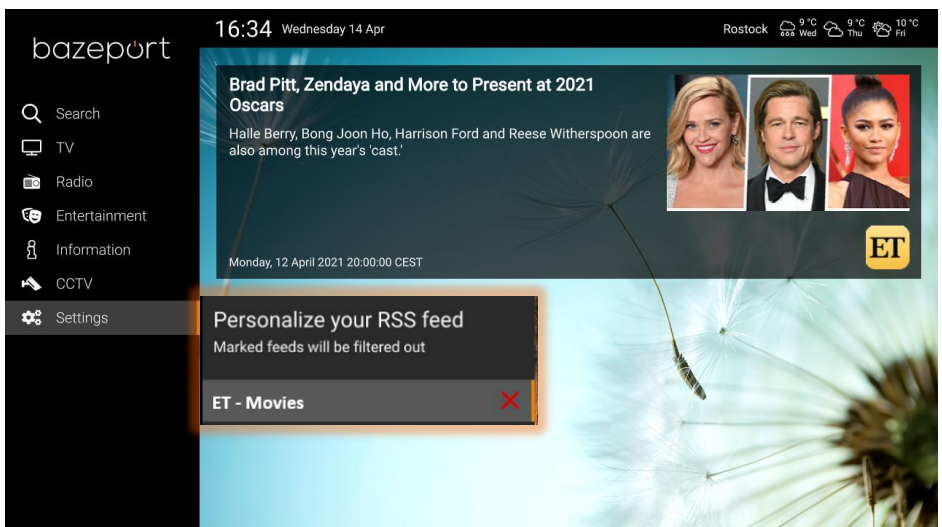 bazeport
16:34 Wednesday 14 Apr
Rostock 9 °C Wed 9 °C Thu 10 °C Fri
Search
TV
Radio
Entertainment
Information
CCTV
Settings
Brad Pitt, Zendaya and More to Present at 2021
Oscars
Halle Berry, Bong Joon Ho, Harrison Ford and Reese Witherspoon are
also among this year's 'cast.'
Monday, 12 April 2021 20:00:00 CEST
ET
Personalize your RSS feed
Marked feeds will be filtered out
ET - Movies